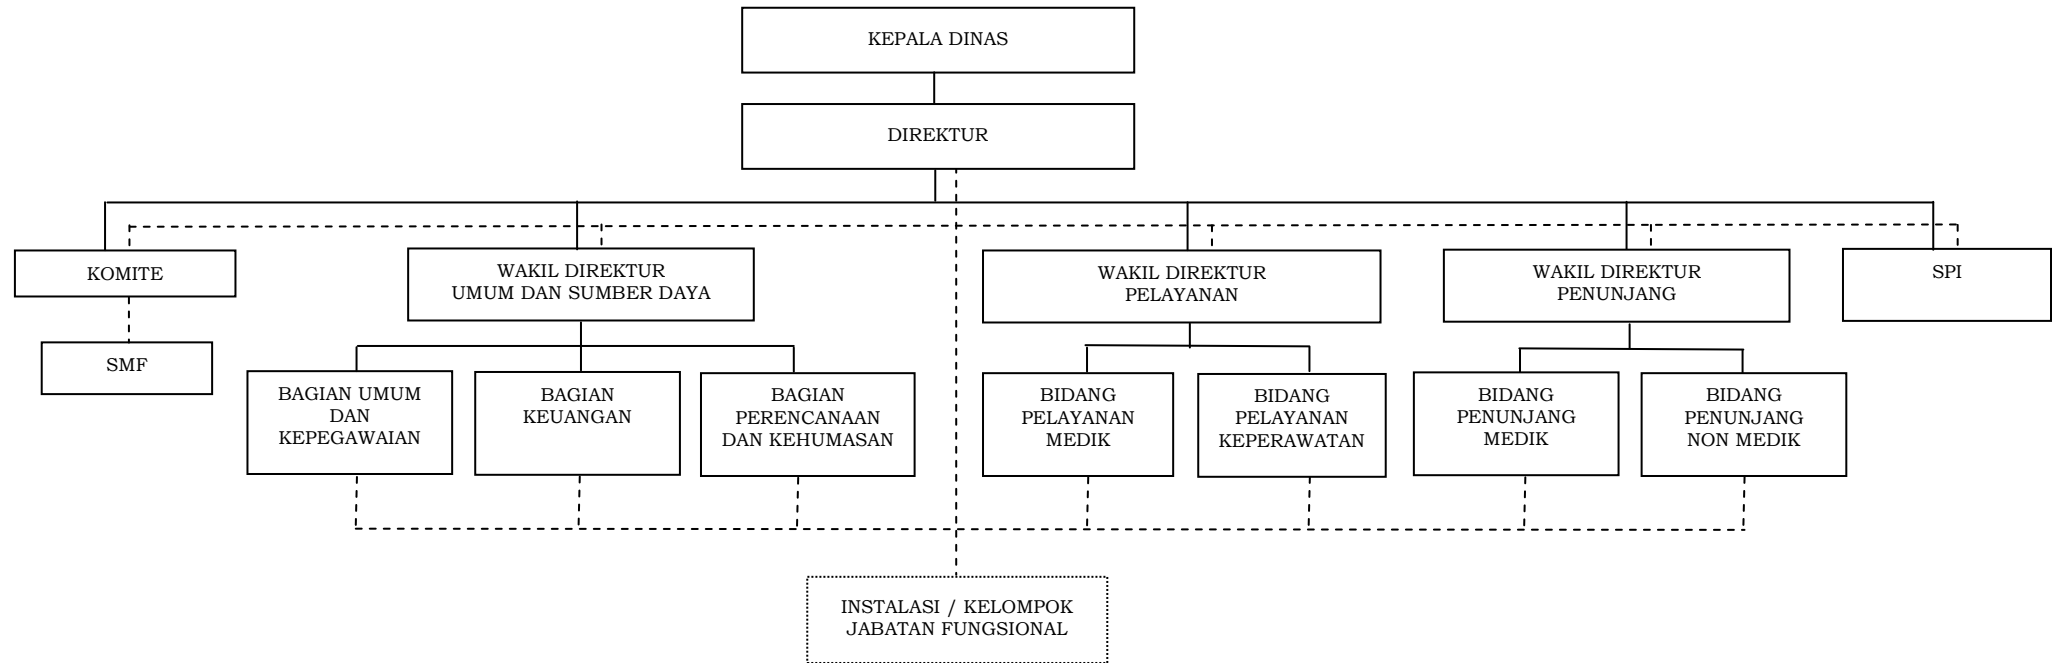 KEPALA DINAS
DIREKTUR
KOMITE
WAKIL DIREKTUR
UMUM DAN SUMBER DAYA
WAKIL DIREKTUR
PELAYANAN
WAKIL DIREKTUR
PENUNJANG
SPI
SMF
BAGIAN UMUM
DAN
KEPEGAWAIAN
BAGIAN
KEUANGAN
BAGIAN
PERENCANAAN
DAN KEHUMASAN
BIDANG
PELAYANAN
MEDIK
BIDANG
PELAYANAN
KEPERAWATAN
BIDANG
PENUNJANG
MEDIK
BIDANG
PENUNJANG
NON MEDIK
INSTALASI / KELOMPOK
JABATAN FUNGSIONAL